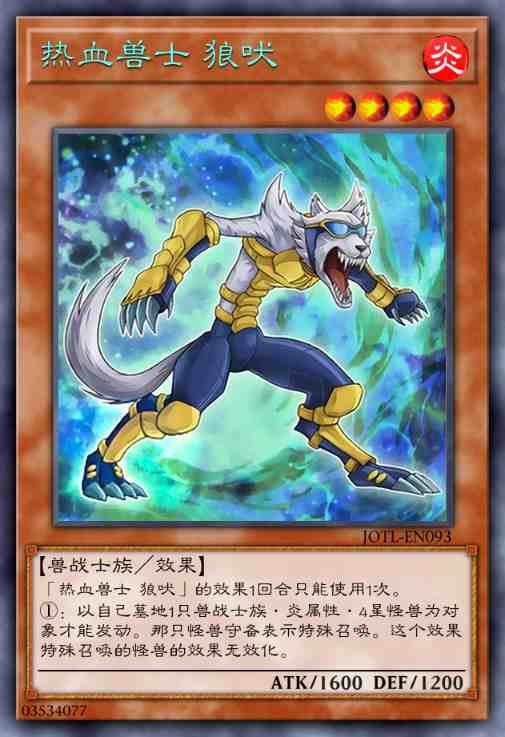 热血兽士 狼吠
炎
JOTL-EN093
【兽战士族／效果】
「热血兽士 狼吠」的效果1回合只能使用1次。
①：以自己墓地1只兽战士族·炎属性·4星怪兽为对
象才能发动。那只怪兽守备表示特殊召唤。这个效果
特殊召唤的怪兽的效果无效化。
ATK/1600 DEF/1200
03534077